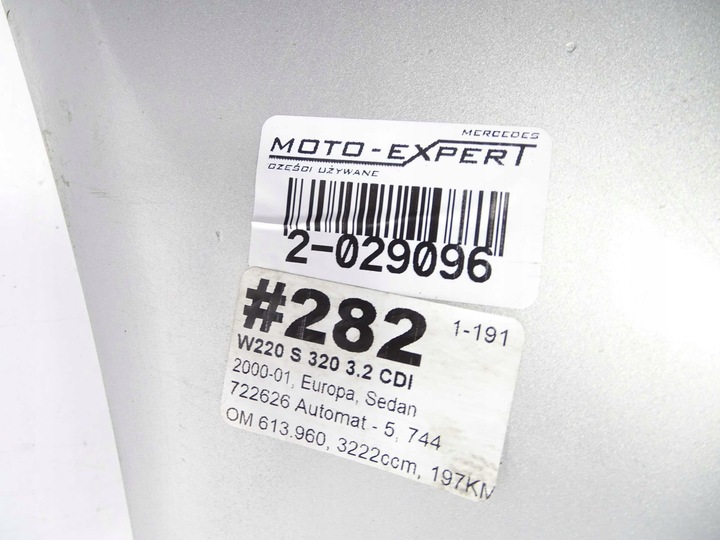 MERCEDES
MOTO-EXPERT
CZĘŚCI UŻYWANE
2-029096
#282 1-191
W220 S 320 3.2 CDI
2000-01, Europa, Sedan
722626 Automat - 5, 744
OM 613.960, 3222ccm, 197KM